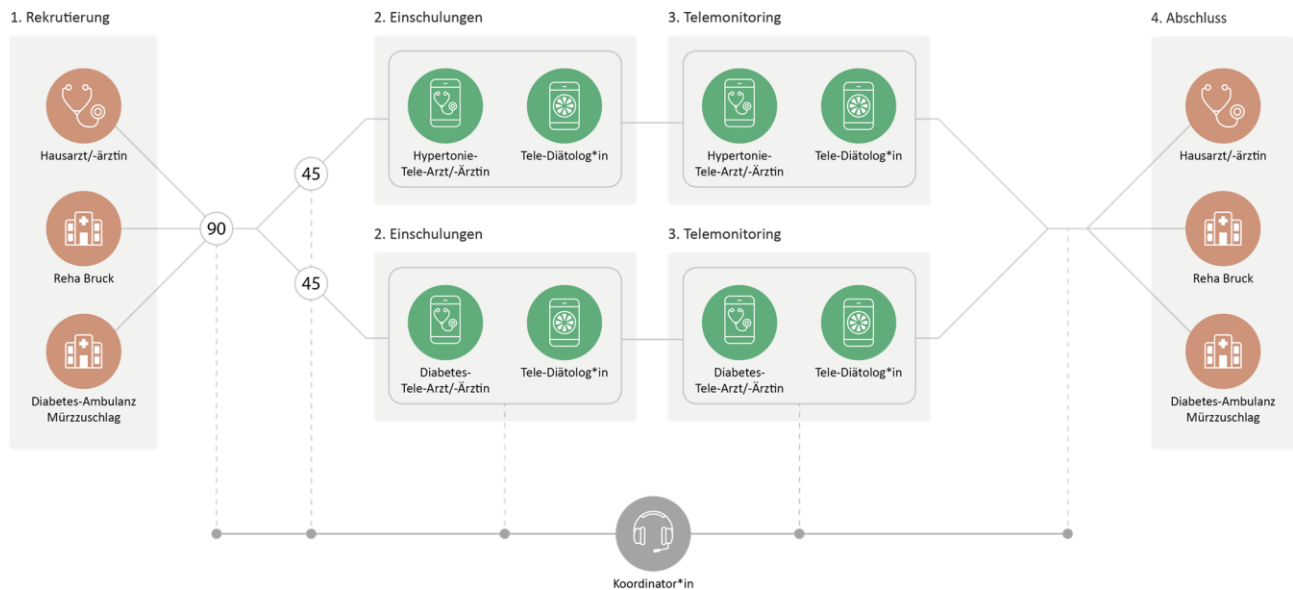 1. Rekrutierung
Hausarzt/-ärztin
Reha Bruck
Diabetes-Ambulanz
Mürzzuschlag
90
45
45
2. Einschulungen
Hypertonie-
Tele-Arzt/-Ärztin
Tele-Diätolog*in
3. Telemonitoring
Hypertonie-
Tele-Arzt/-Ärztin
Tele-Diätolog*in
2. Einschulungen
Diabetes-
Tele-Arzt/-Ärztin
Tele-Diätolog*in
3. Telemonitoring
Diabetes-
Tele-Arzt/-Ärztin
Tele-Diätolog*in
4. Abschluss
Hausarzt/-ärztin
Reha Bruck
Diabetes-Ambulanz
Mürzzuschlag
Koordinator*in